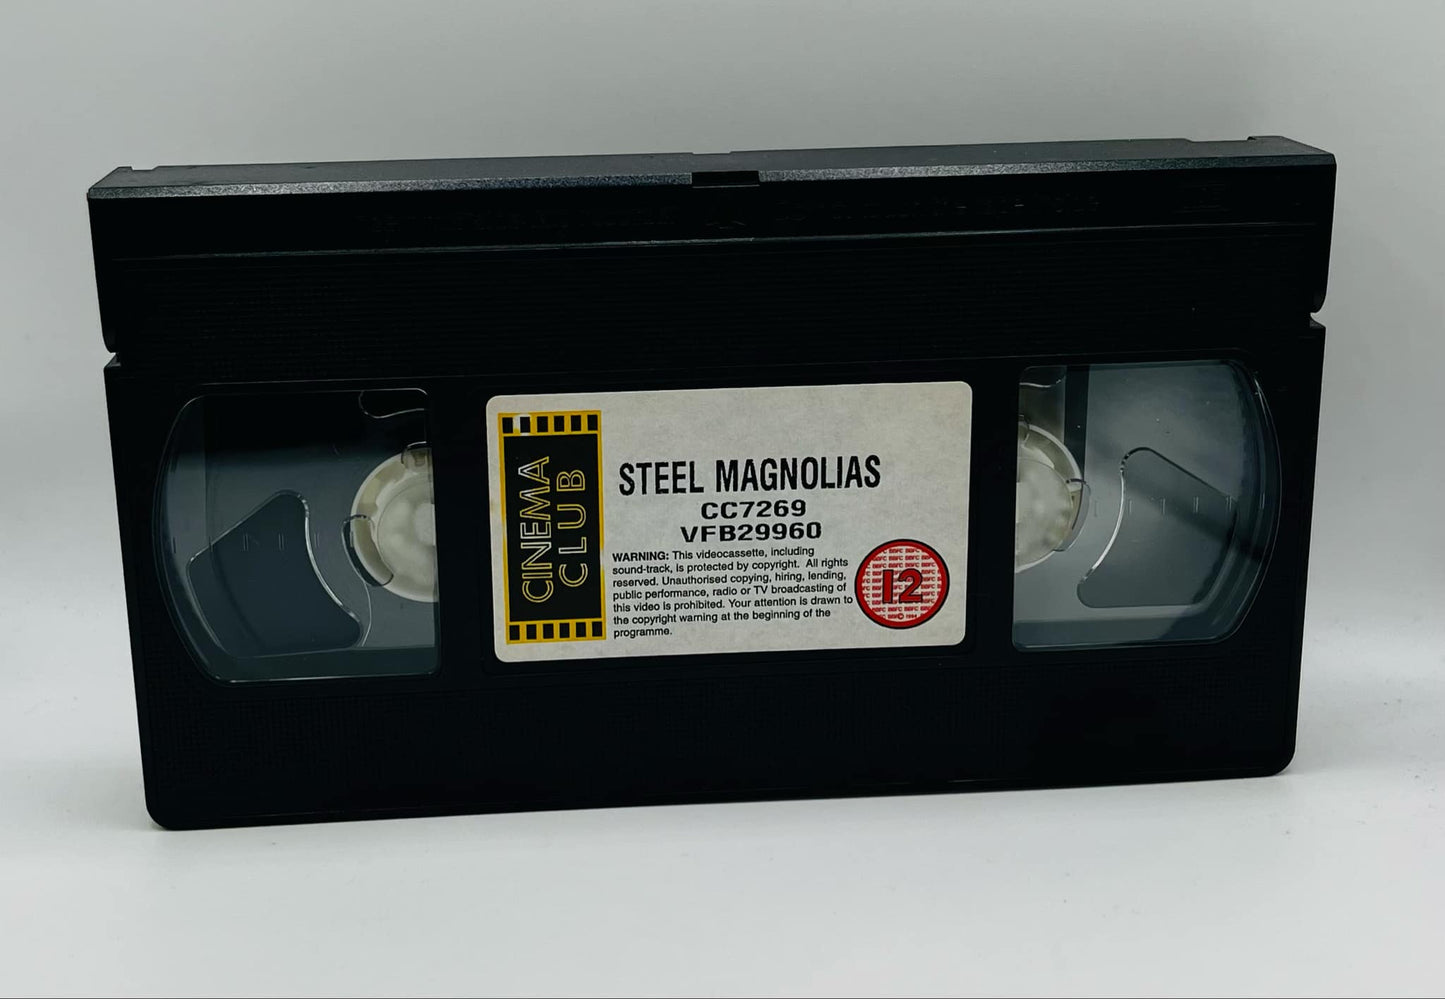 CINEMA
CLUB
STEEL MAGNOLIAS
CC7269
VFB29960
WARNING: This videocassette, including
sound-track, is protected by copyright. All rights
reserved. Unauthorised copying, hiring, lending,
public performance, radio or TV broadcasting of
this video is prohibited. Your attention is drawn to
the copyright warning at the beginning of the
programme.
12